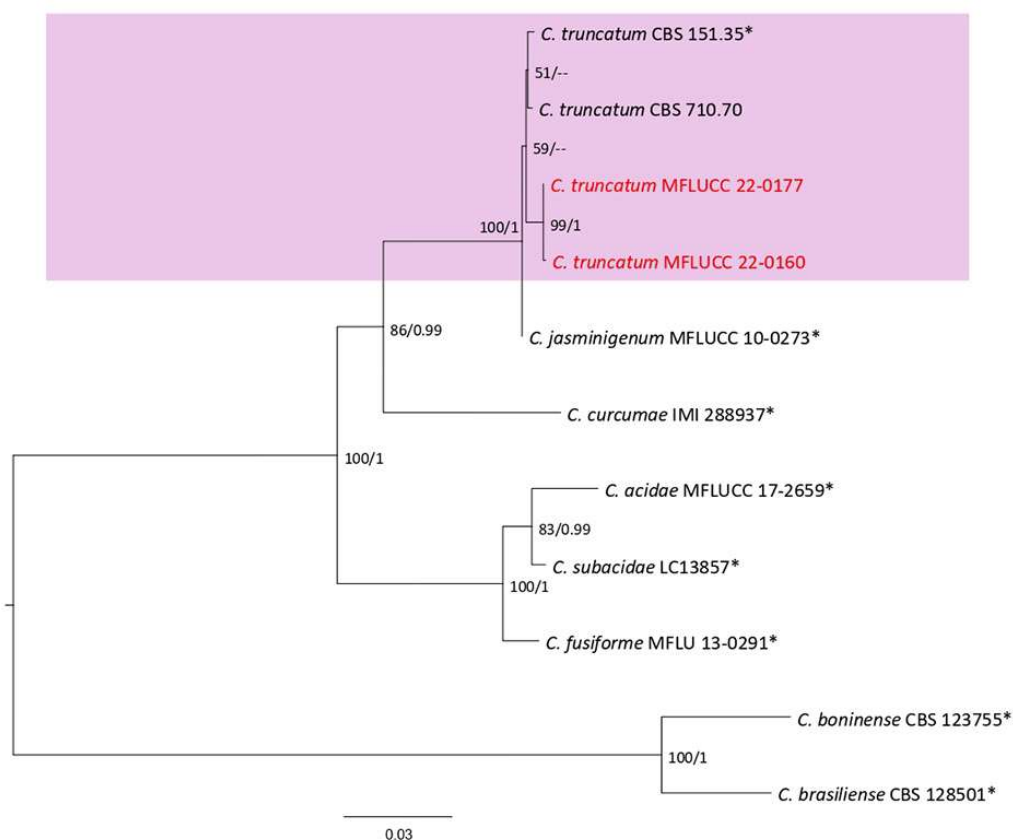 C. truncatum CBS 151.35*
51/--
C. truncatum CBS 710.70
59/--
C. truncatum MFLUCC 22-0177
100/1
99/1
C. truncatum MFLUCC 22-0160
86/0.99
C. jasminigenum MFLUCC 10-0273*
C. curcumae IMI 288937*
100/1
C. acidae MFLUCC 17-2659*
83/0.99
C. subacidae LC13857*
100/1
C. fusiforme MFLU 13-0291*
C. boninense CBS 123755*
100/1
C. brasiliense CBS 128501*
0.03